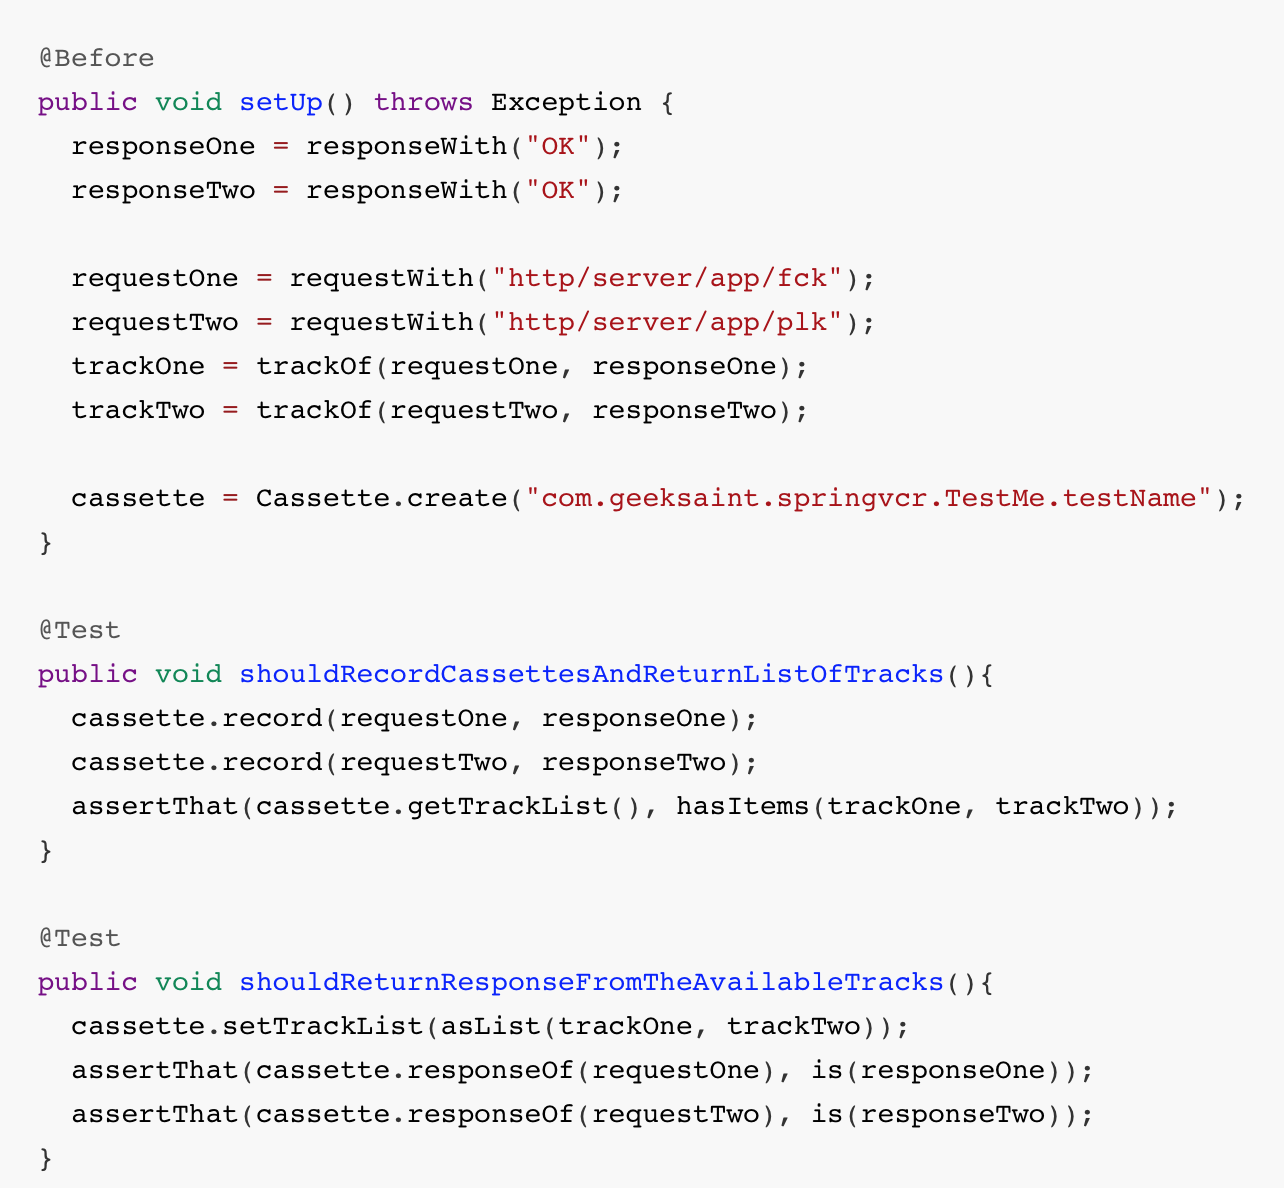 @Before
public void setUp() throws Exception {
  responseOne = responseWith("OK");
  responseTwo = responseWith("OK");

  requestOne = requestWith("http/server/app/fck");
  requestTwo = requestWith("http/server/app/plk");
  trackOne = trackOf(requestOne, responseOne);
  trackTwo = trackOf(requestTwo, responseTwo);

  cassette = Cassette.create("com.geeksaint.springvcr.TestMe.testName");
}

@Test
public void shouldRecordCassettesAndReturnListOfTracks(){
  cassette.record(requestOne, responseOne);
  cassette.record(requestTwo, responseTwo);
  assertThat(cassette.getTrackList(), hasItems(trackOne, trackTwo));
}

@Test
public void shouldReturnResponseFromTheAvailableTracks(){
  cassette.setTrackList(asList(trackOne, trackTwo));
  assertThat(cassette.responseOf(requestOne), is(responseOne));
  assertThat(cassette.responseOf(requestTwo), is(responseTwo));
}